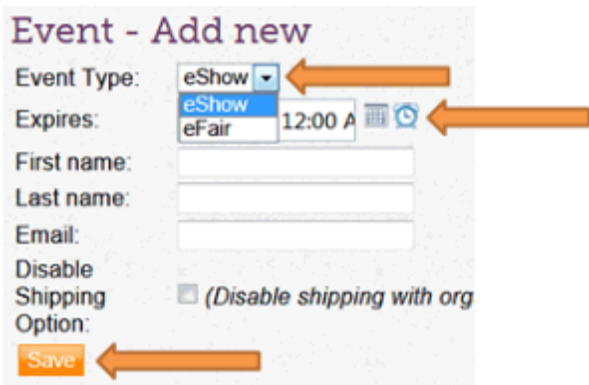 Event - Add new
Event Type: eShow
eShow
Expires: eFair 12:00 A
First name:
Last name:
Email:
Disable
Shipping (Disable shipping with org
Option:
Save